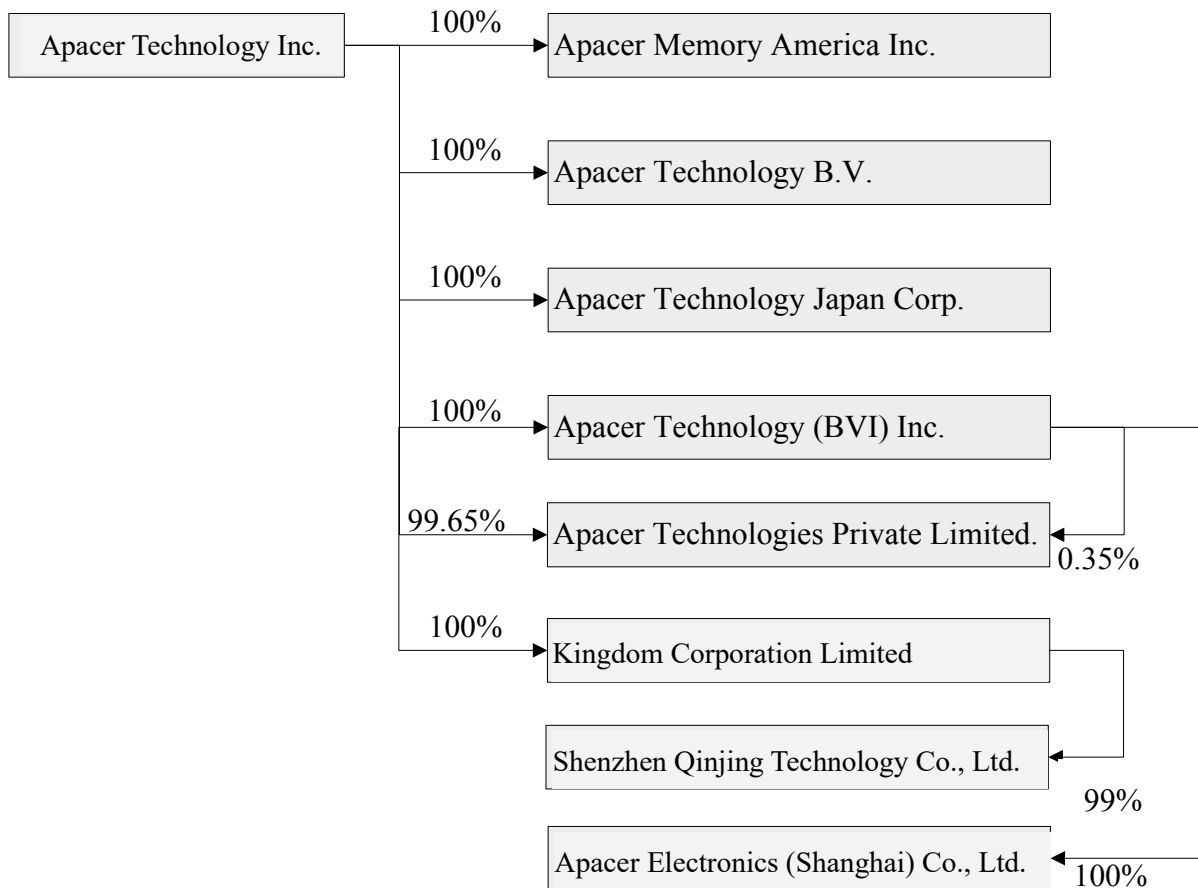 100%
Apacer Technology Inc.
Apacer Memory America Inc.
100%
Apacer Technology B.V.
100%
Apacer Technology Japan Corp.
100%
Apacer Technology (BVI) Inc.
99.65%
Apacer Technologies Private Limited.
0.35%
100%
Kingdom Corporation Limited
Shenzhen Qinjing Technology Co., Ltd.
99%
Apacer Electronics (Shanghai) Co., Ltd.
100%